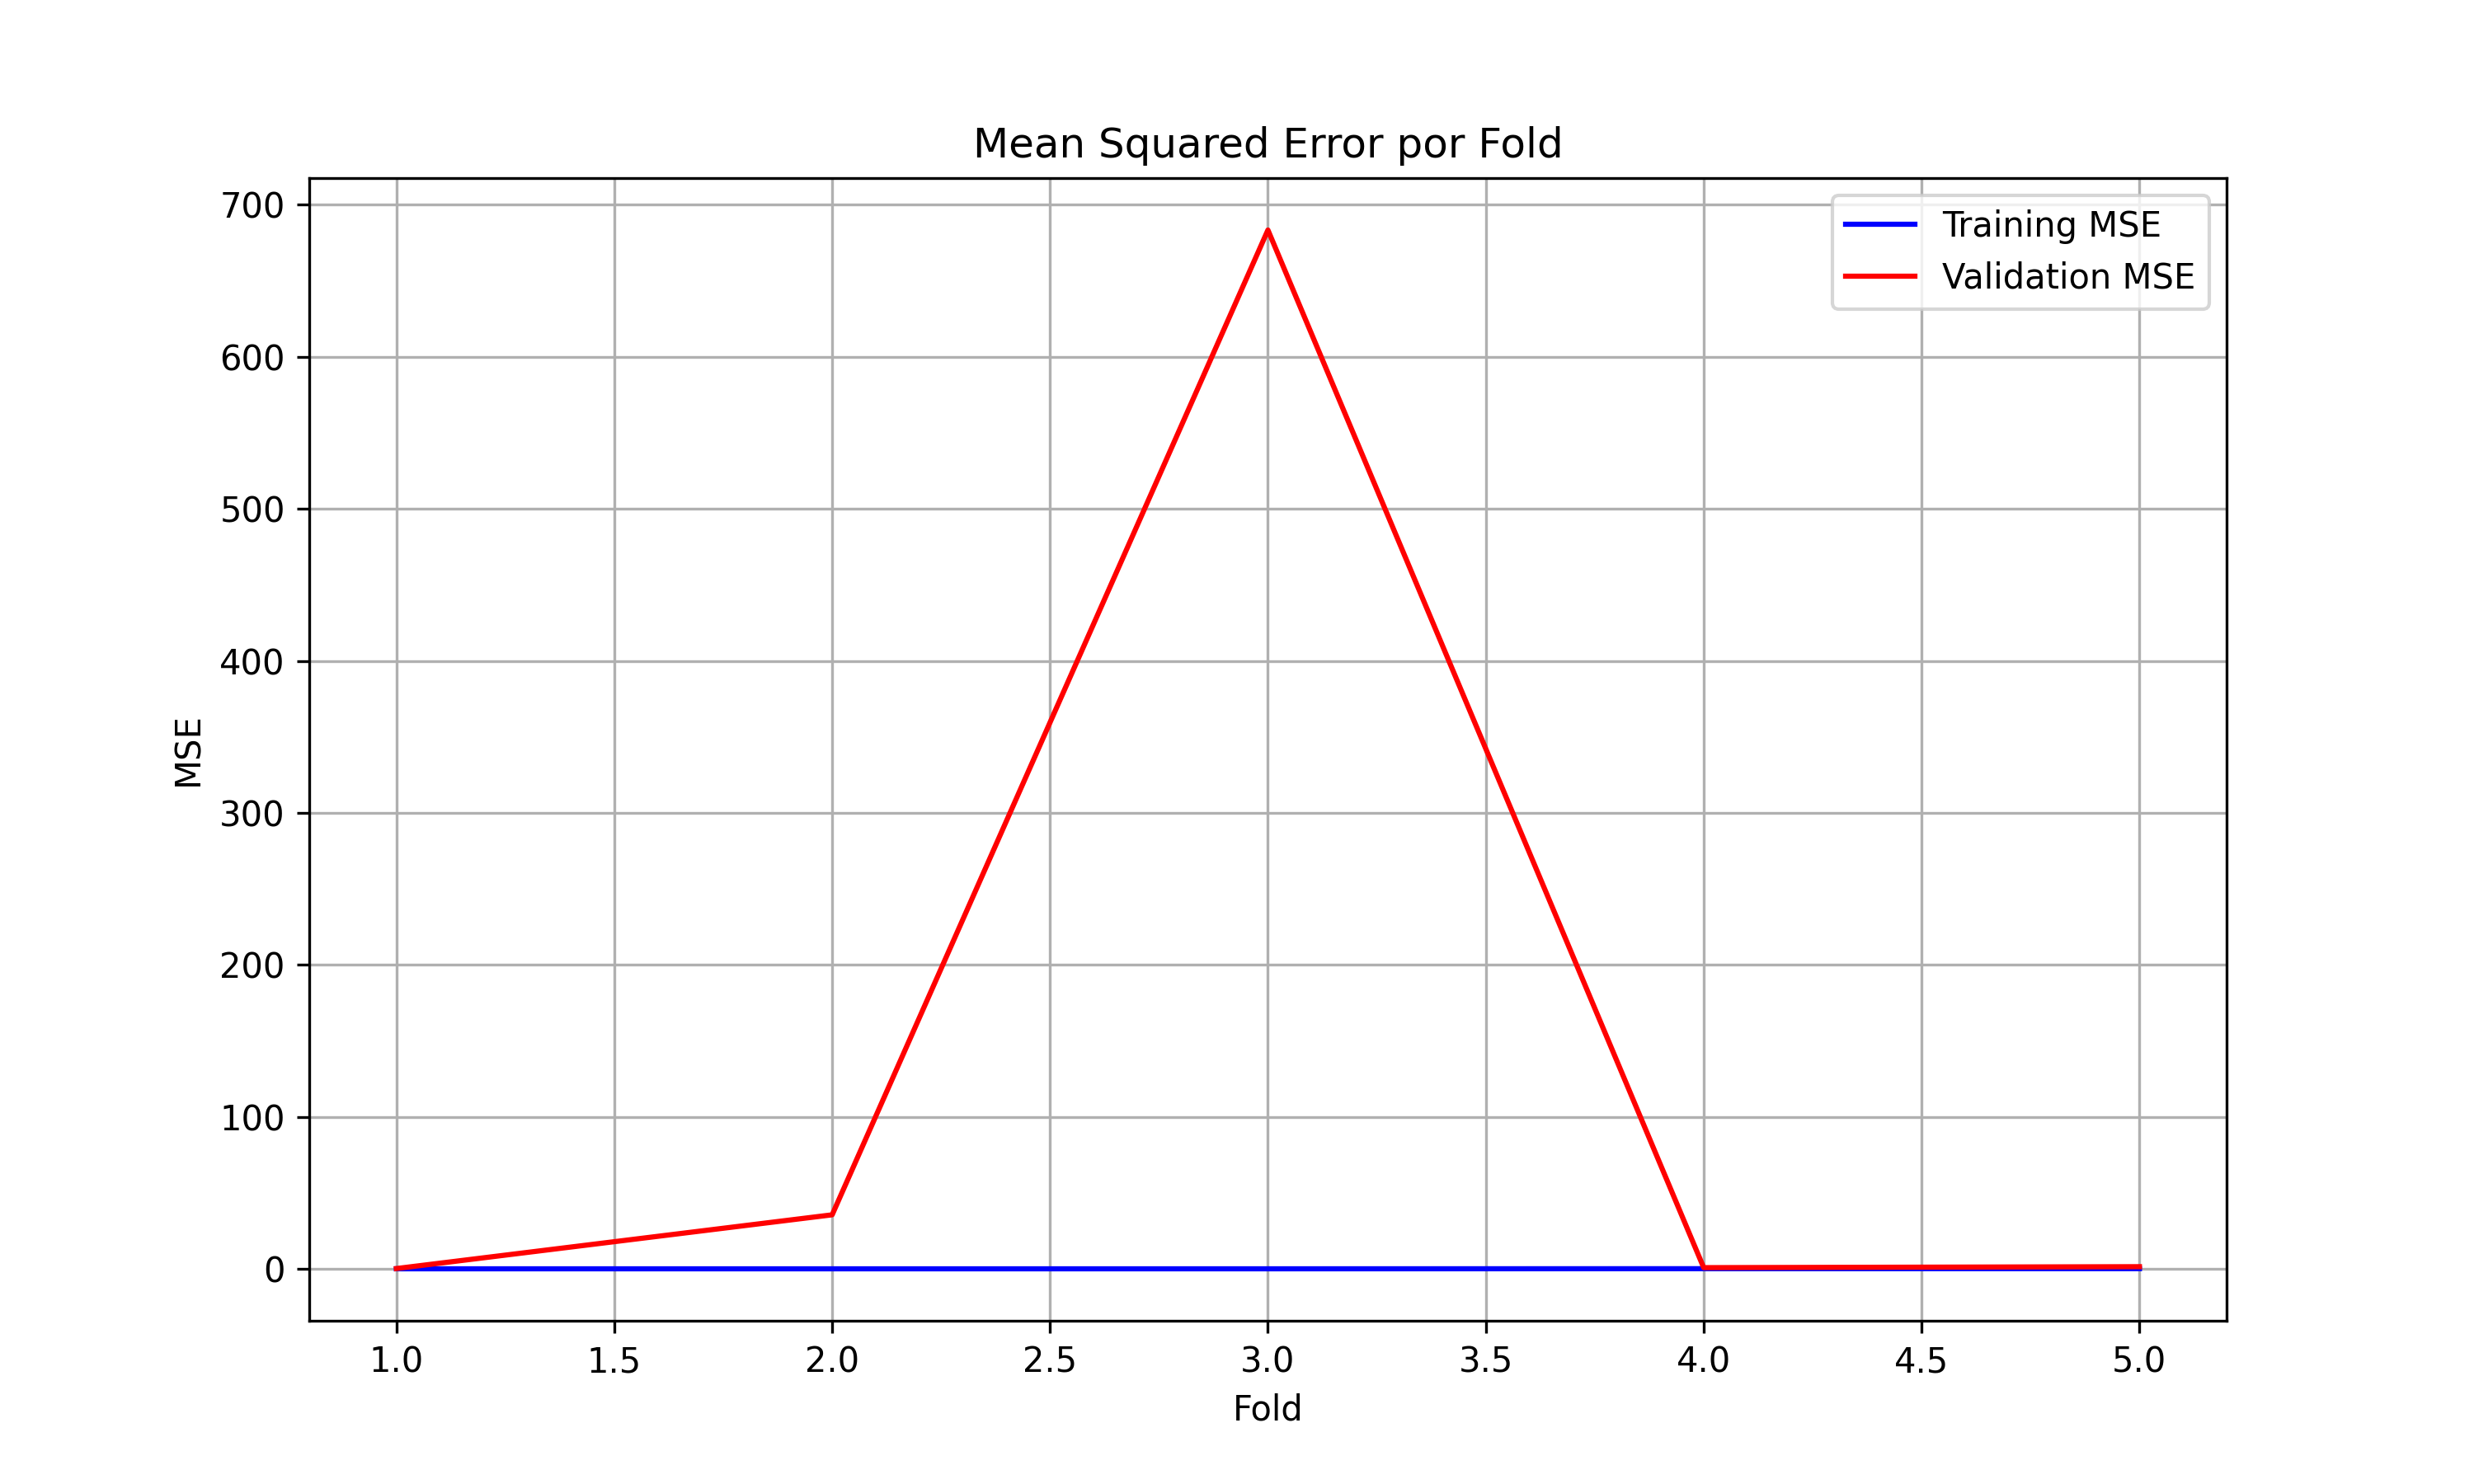 Mean Squared Error por Fold
Training MSE
Validation MSE
700
600
500
400
300
200
100
0
MSE
1.0 1.5 2.0 2.5 3.0 3.5 4.0 4.5 5.0
Fold